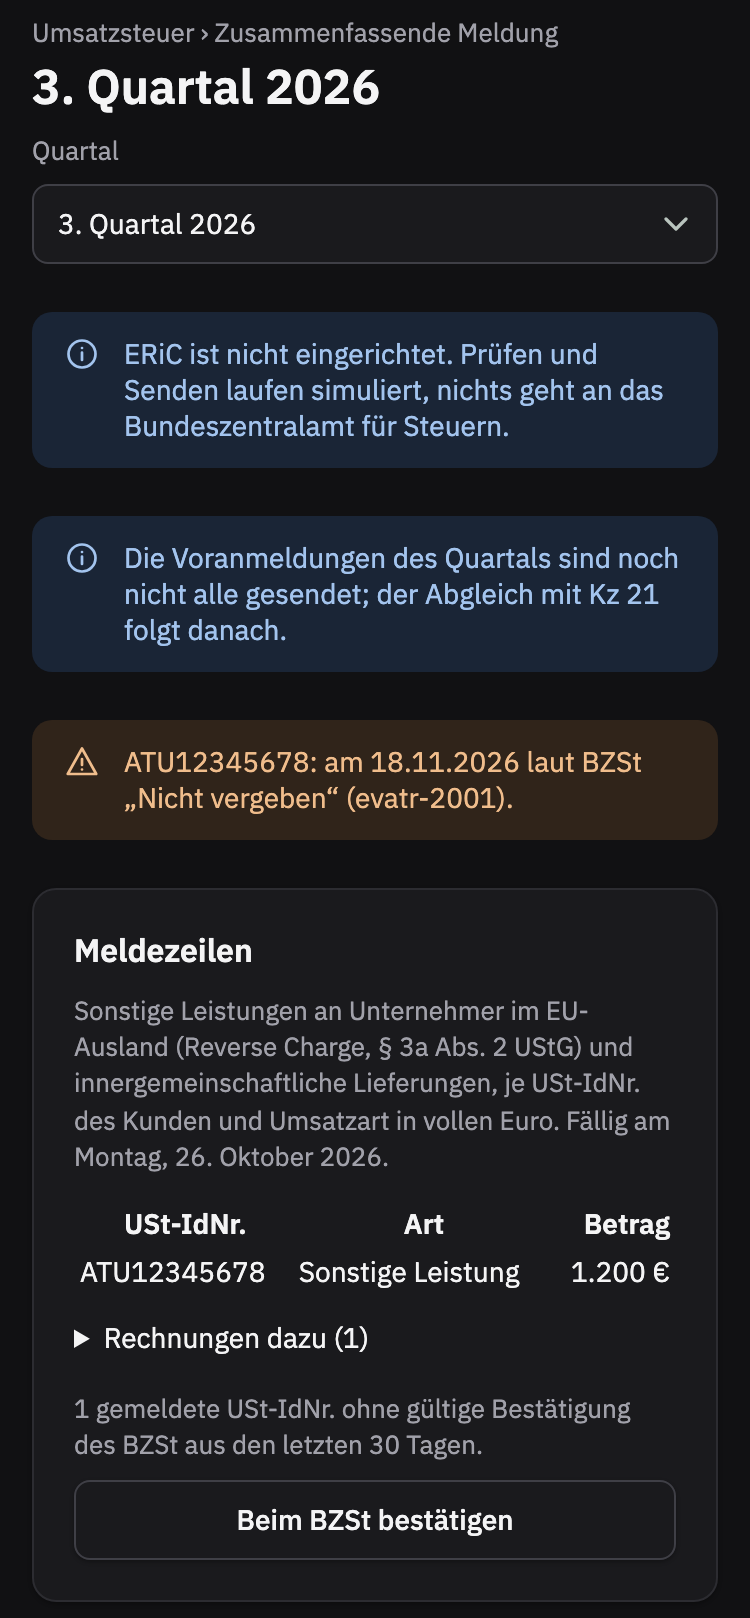 Umsatzsteuer › Zusammenfassende Meldung
3. Quartal 2026
Quartal
3. Quartal 2026
ERiC ist nicht eingerichtet. Prüfen und
Senden laufen simuliert, nichts geht an das
Bundeszentralamt für Steuern.
Die Voranmeldungen des Quartals sind noch
nicht alle gesendet; der Abgleich mit Kz 21
folgt danach.
ATU12345678: am 18.11.2026 laut BZSt
„Nicht vergeben“ (evatr-2001).
Meldezeilen
Sonstige Leistungen an Unternehmer im EU-
Ausland (Reverse Charge, § 3a Abs. 2 UStG) und
innergemeinschaftliche Lieferungen, je USt-IdNr.
des Kunden und Umsatzart in vollen Euro. Fällig am
Montag, 26. Oktober 2026.
USt-IdNr. Art Betrag
ATU12345678 Sonstige Leistung 1.200 €
Rechnungen dazu (1)
1 gemeldete USt-IdNr. ohne gültige Bestätigung
des BZSt aus den letzten 30 Tagen.
Beim BZSt bestätigen